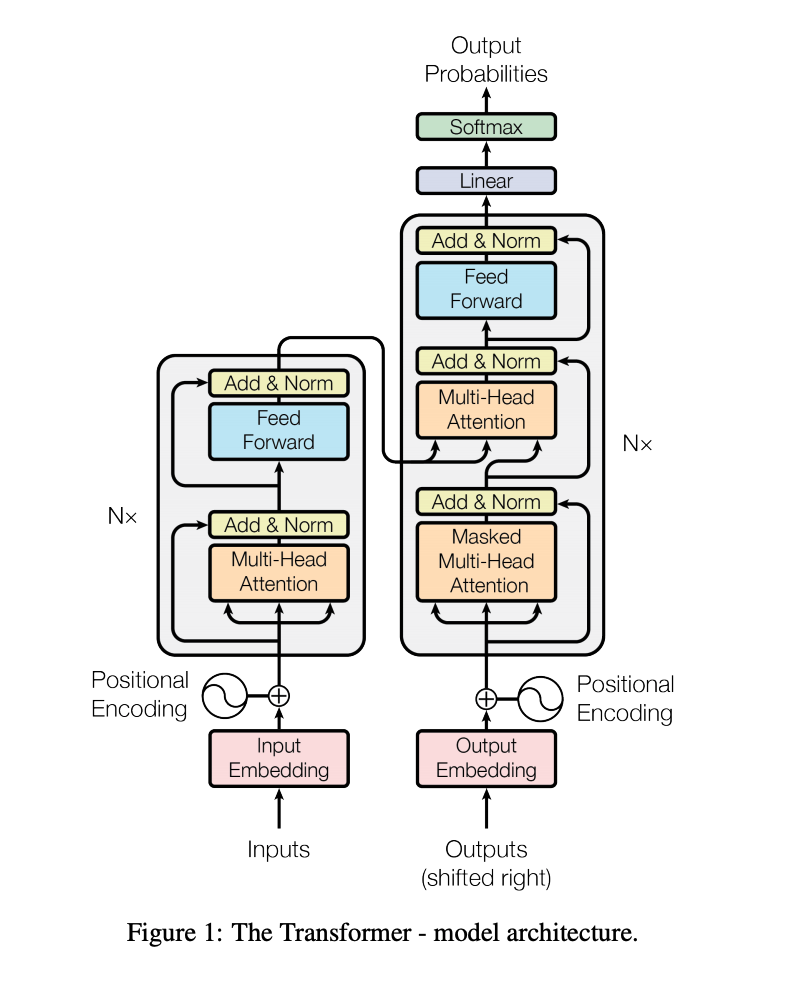 Output
Probabilities
Softmax
Linear
Add & Norm
Feed
Forward
Add & Norm
Multi-Head
Attention
Add & Norm
Masked
Multi-Head
Attention
Nx
Add & Norm
Feed
Forward
Add & Norm
Multi-Head
Attention
N×
Positional
Encoding
Input
Embedding
Inputs
Positional
Encoding
Output
Embedding
Outputs
(shifted right)
Figure 1: The Transformer - model architecture.